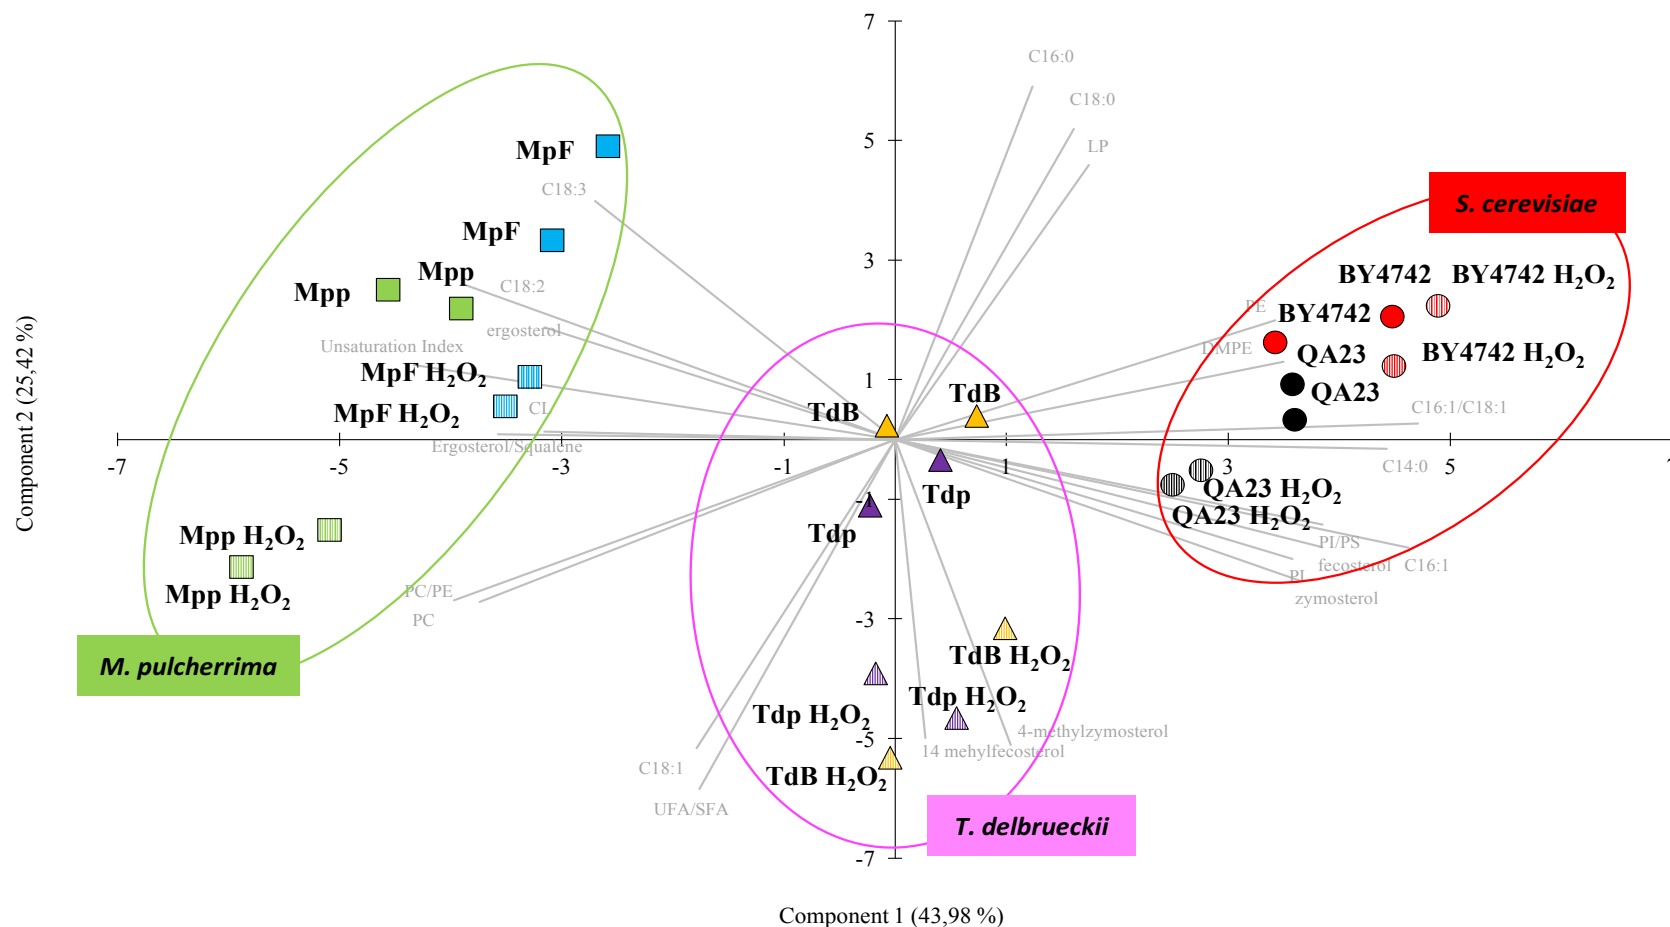 7
C16:0
C18:0
LP
5
MpF
C18:3
S. cerevisiae
MpF
3
Mpp
Mpp
C18:2
BY4742
BY4742 H₂O₂
PE
BY4742
ergosterol
Unsaturation Index
DMPE
QA23
BY4742 H₂O₂
MpF H₂O₂
1
TdB
QA23
MpF H₂O₂
CL
TdB
C16:1/C18:1
Ergosterol/Squalene
-7
-5
-3
-1
1
3
5
C14:0
Tdp
QA23 H₂O₂
-1
QA23 H₂O₂
Mpp H₂O₂
Tdp
PI/PS
fecosterol
C16:1
PI
Mpp H₂O₂
PC/PE
zymosterol
PC
-3
M. pulcherrima
TdB H₂O₂
Tdp H₂O₂
Tdp H₂O₂
4-methylzymosterol
-5
14 mehylfecosterol
C18:1
TdB H₂O₂
UFA/SFA
T. delbrueckii
-7
Component 1 (43,98 %)
Component 2 (25,42 %)